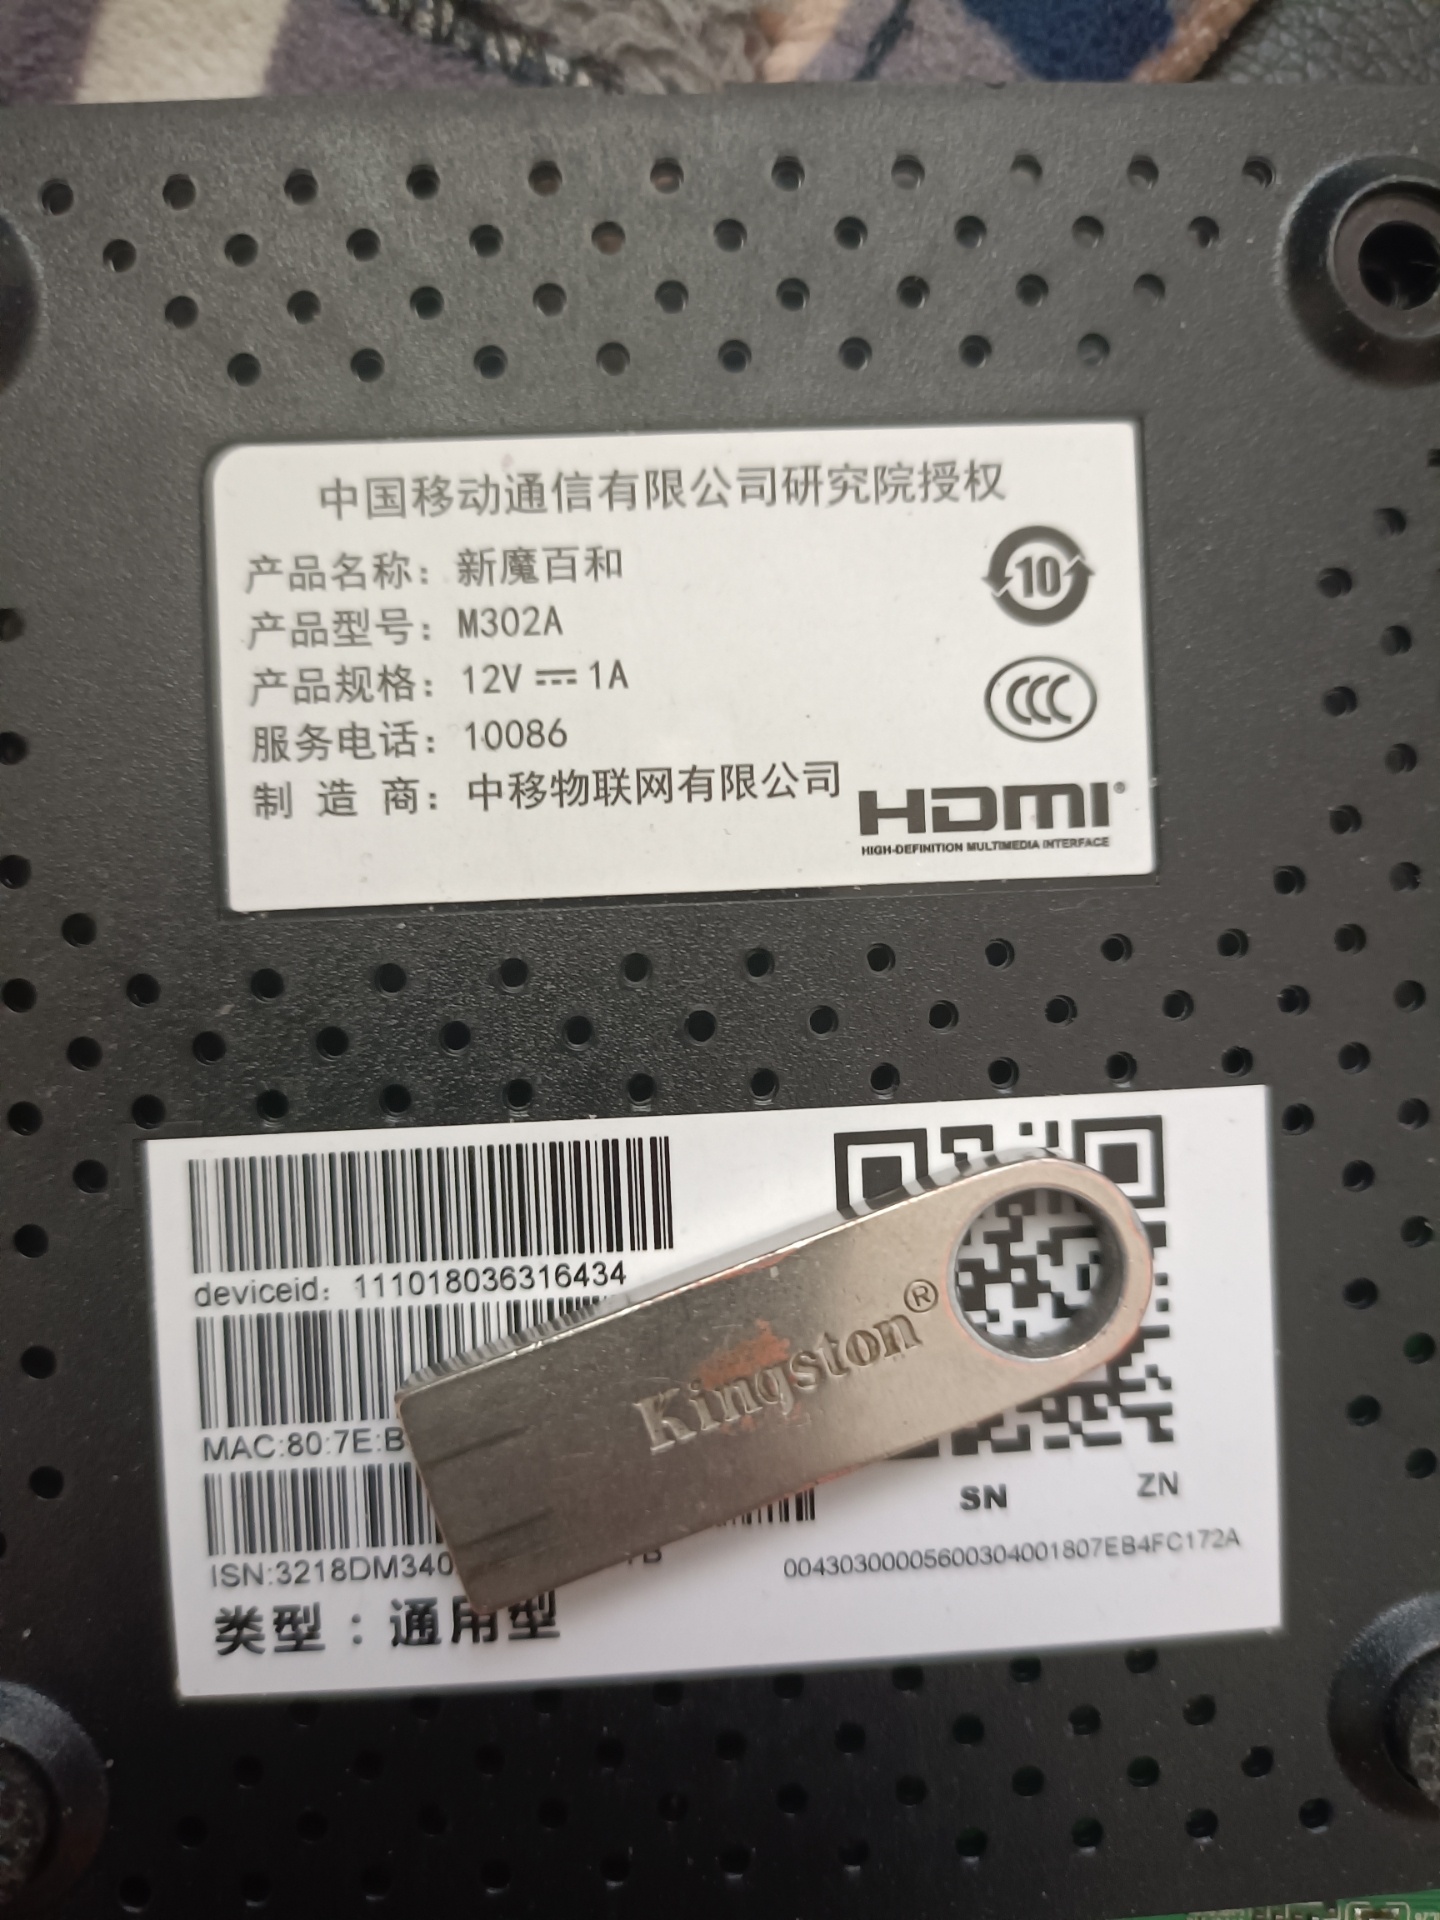 中国移动通信有限公司研究院授权
产品名称：新魔百和
产品型号：M302A
产品规格：12V ⎓ 1A
服务电话：10086
制 造 商：中移物联网有限公司
10
CCC
HDMI®
HIGH-DEFINITION MULTIMEDIA INTERFACE
deviceid：111018036316434
MAC:80:7E:B
ISN:3218DM340
类型：通用型
SN ZN
00430300005600304001807EB4FC172A
Kingston®